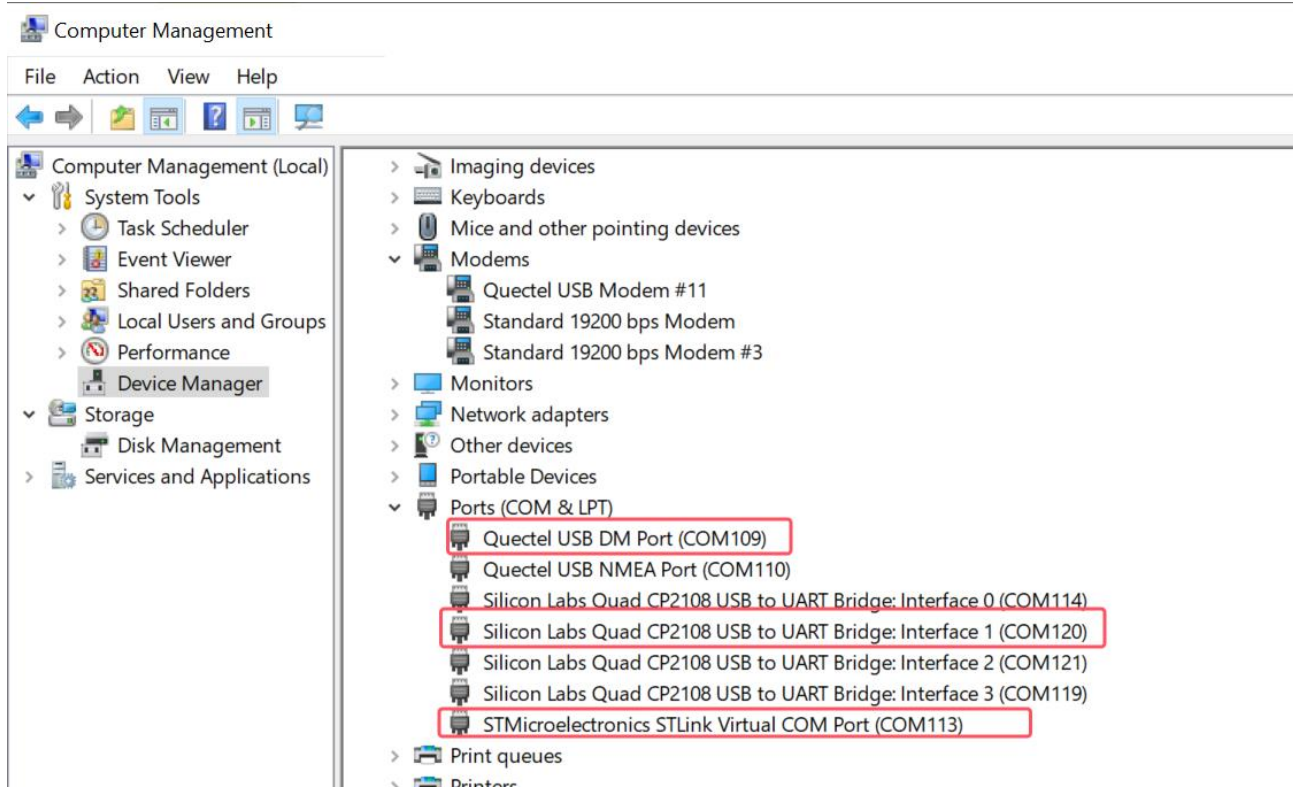 Computer Management
File Action View Help
Computer Management (Local)
System Tools
Task Scheduler
Event Viewer
Shared Folders
Local Users and Groups
Performance
Device Manager
Storage
Disk Management
Services and Applications
Imaging devices
Keyboards
Mice and other pointing devices
Modems
Quectel USB Modem #11
Standard 19200 bps Modem
Standard 19200 bps Modem #3
Monitors
Network adapters
Other devices
Portable Devices
Ports (COM & LPT)
Quectel USB DM Port (COM109)
Quectel USB NMEA Port (COM110)
Silicon Labs Quad CP2108 USB to UART Bridge: Interface 0 (COM114)
Silicon Labs Quad CP2108 USB to UART Bridge: Interface 1 (COM120)
Silicon Labs Quad CP2108 USB to UART Bridge: Interface 2 (COM121)
Silicon Labs Quad CP2108 USB to UART Bridge: Interface 3 (COM119)
STMicroelectronics STLink Virtual COM Port (COM113)
Print queues
Printers